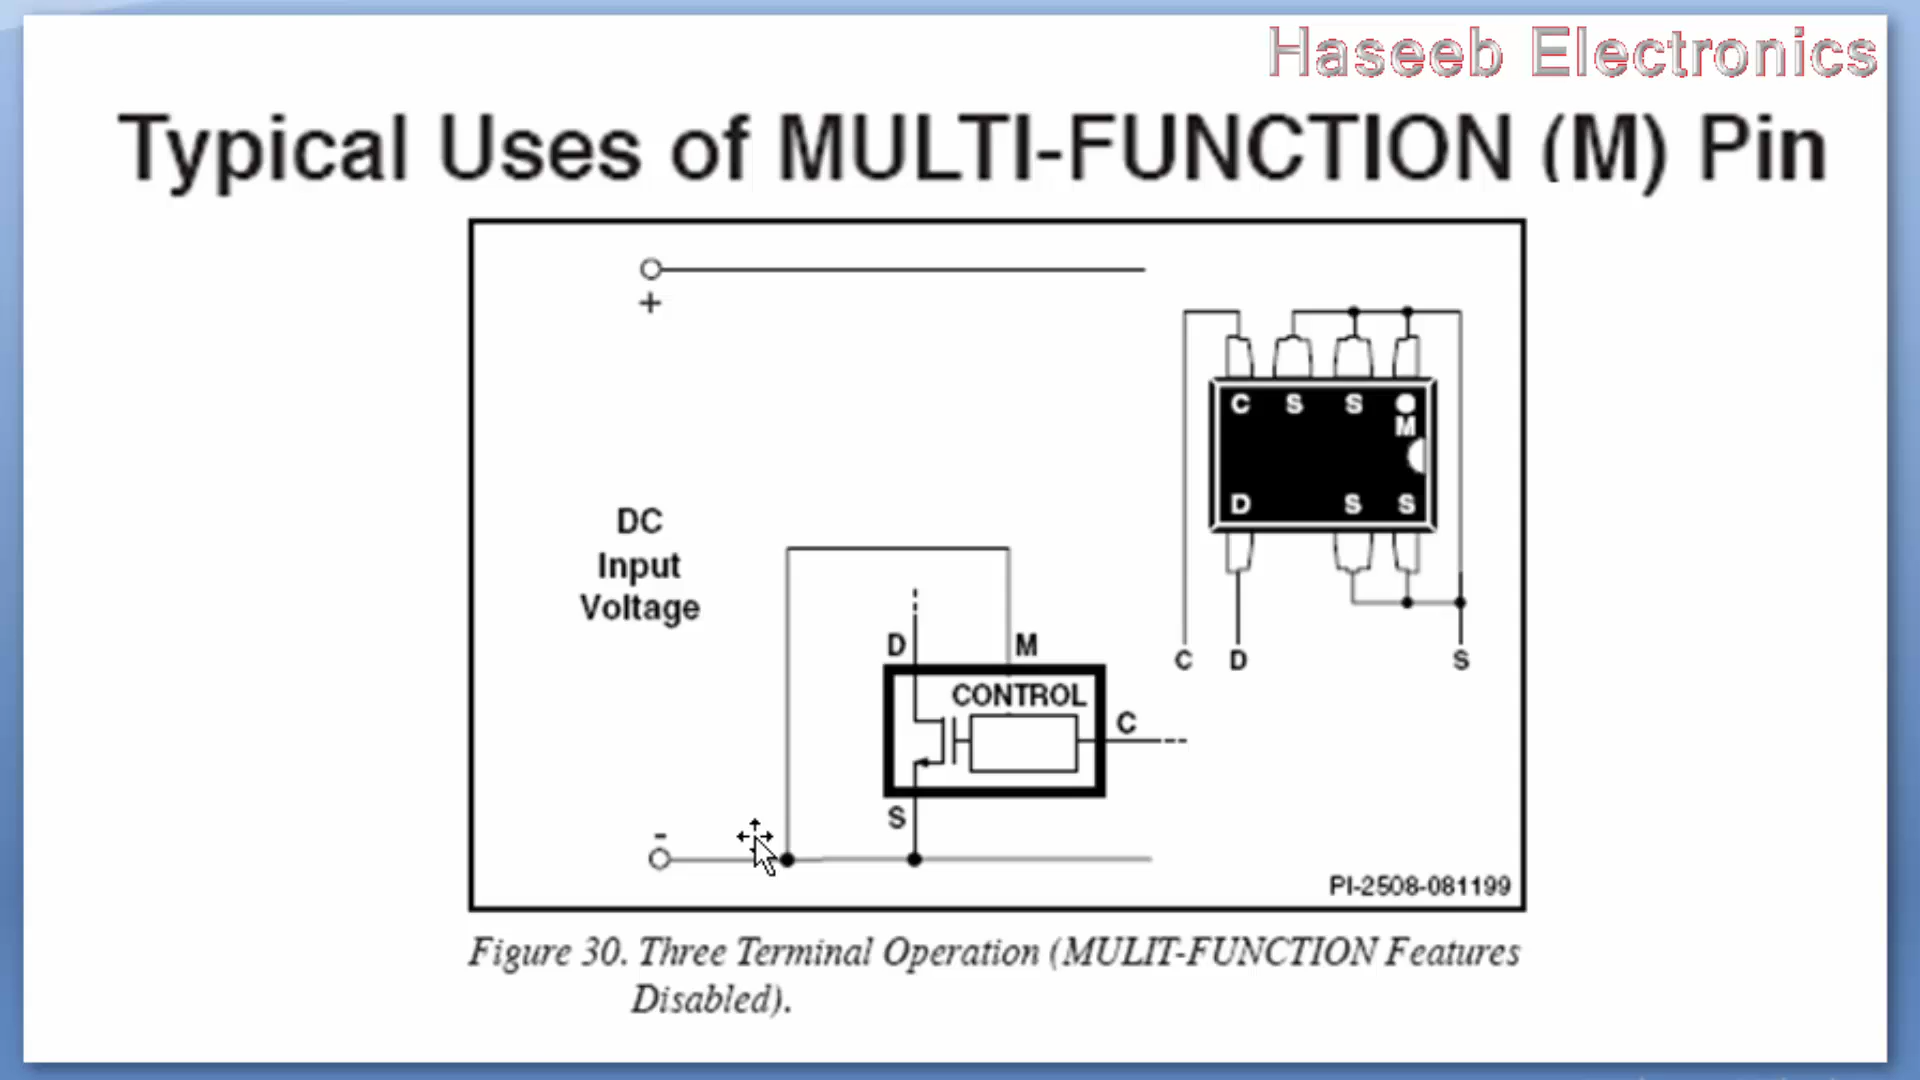 Haseeb Electronics
Typical Uses of MULTI-FUNCTION (M) Pin
+
C S S M
D S S
DC
Input
Voltage
D M
C D S
CONTROL
C
S
-
PI-2508-081199
Figure 30. Three Terminal Operation (MULIT-FUNCTION Features
Disabled).